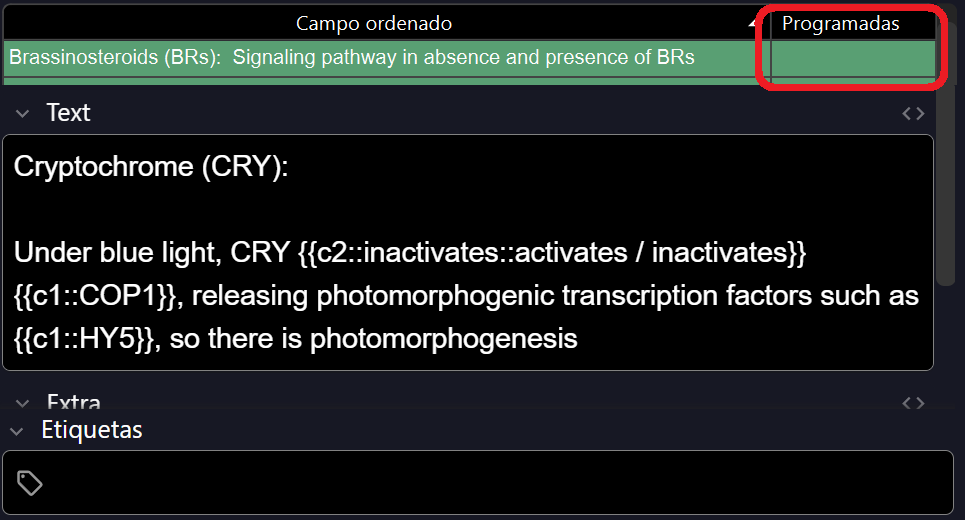 Campo ordenado Programadas
Brassinosteroids (BRs): Signaling pathway in absence and presence of BRs
Text
Cryptochrome (CRY):
Under blue light, CRY {{c2::inactivates::activates / inactivates}}
{{c1::COP1}}, releasing photomorphogenic transcription factors such as
{{c1::HY5}}, so there is photomorphogenesis
Extra
Etiquetas